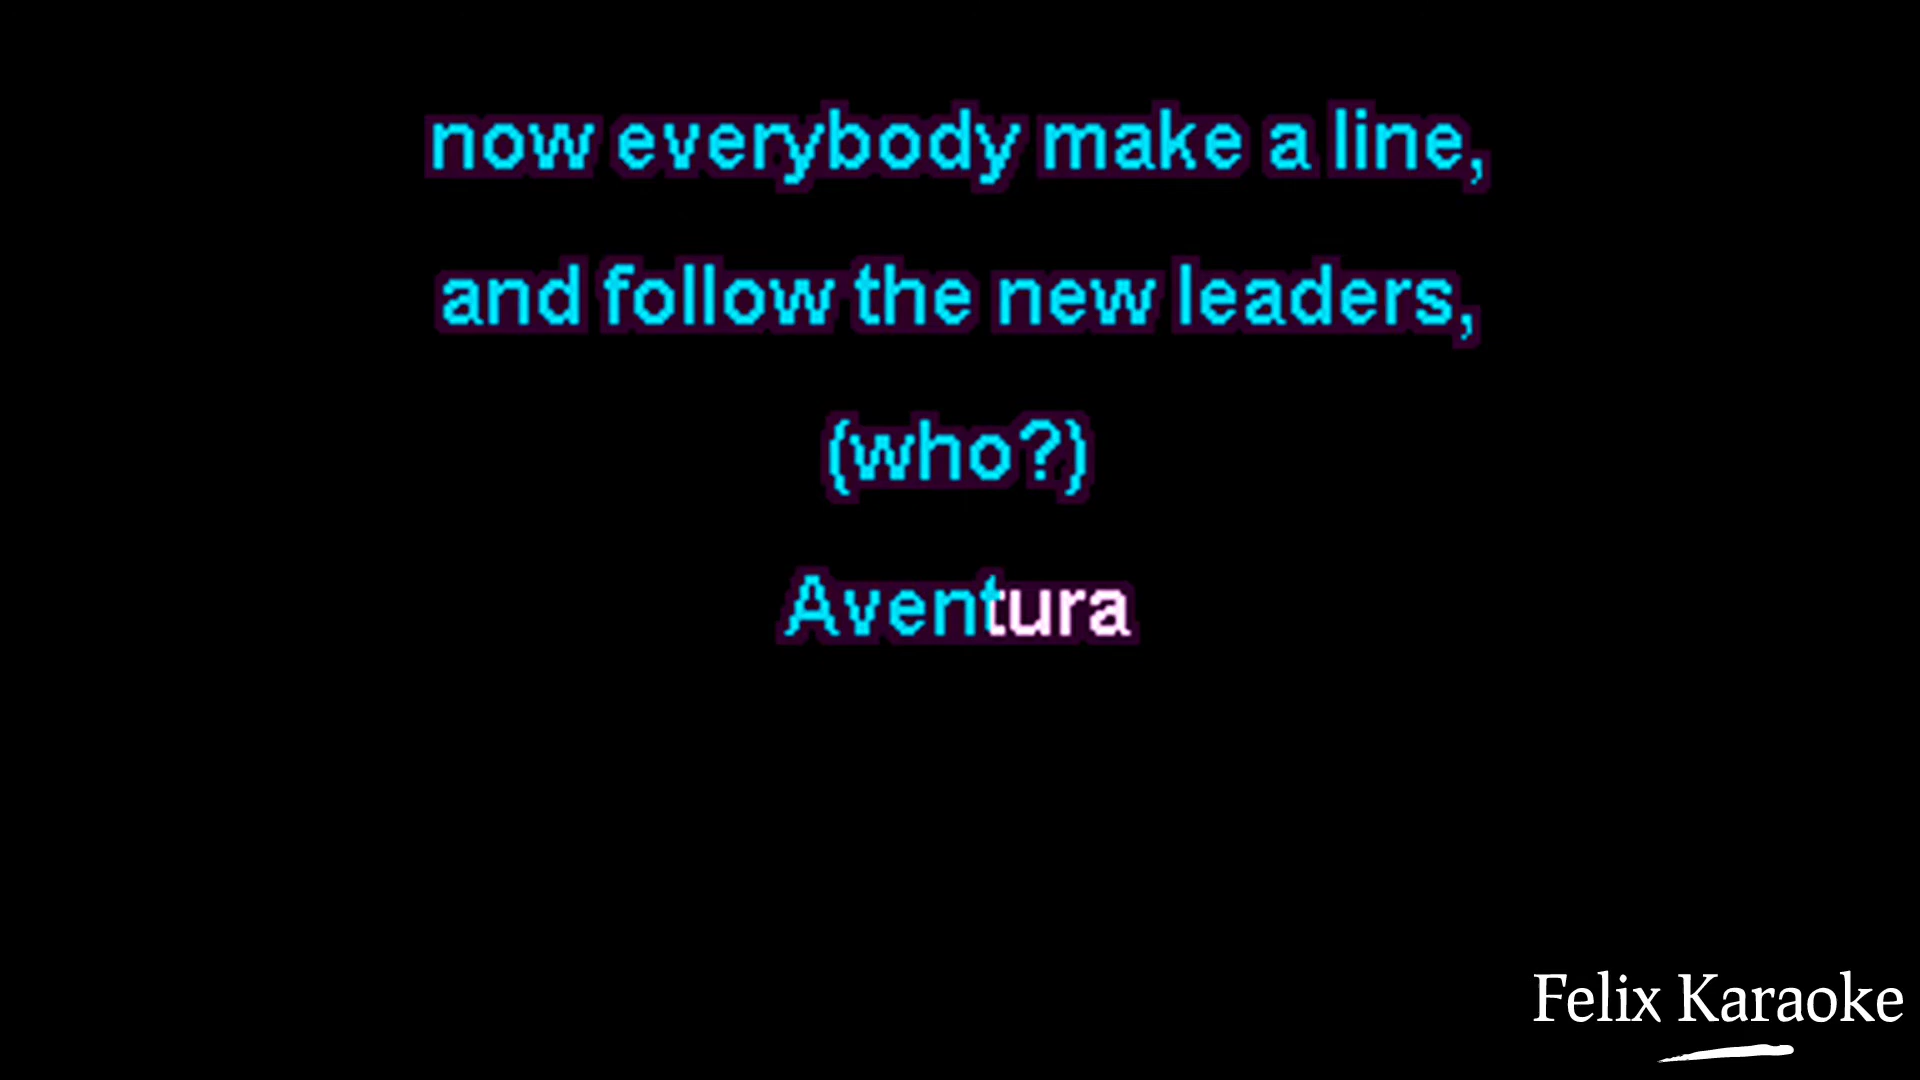 now everybody make a line,
and follow the new leaders,
(who?)
Aventura
Felix Karaoke